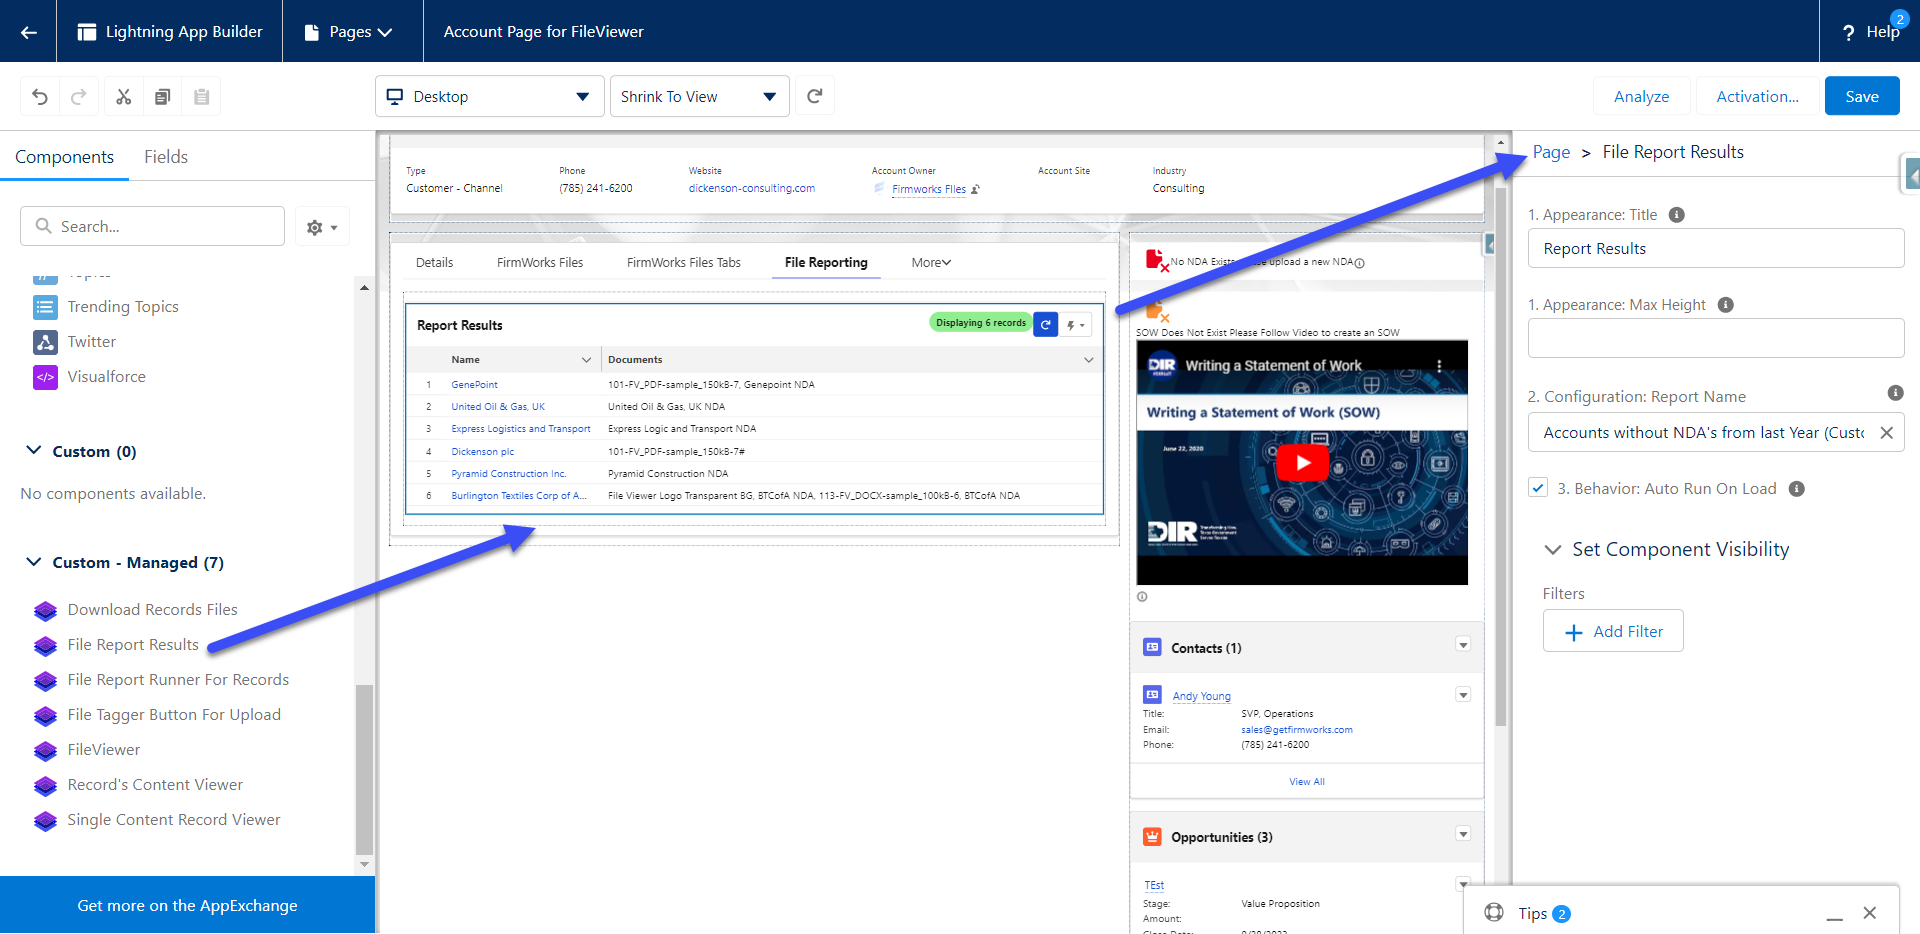 Lightning App Builder
Pages
Account Page for FileViewer
? Help
2
Desktop
Shrink To View
Analyze
Activation...
Save
Components
Fields
Search...
Topics
Trending Topics
Twitter
Visualforce
Custom (0)
No components available.
Custom - Managed (7)
Download Records Files
File Report Results
File Report Runner For Records
File Tagger Button For Upload
FileViewer
Record's Content Viewer
Single Content Record Viewer
Get more on the AppExchange
Type
Customer - Channel
Phone
(785) 241-6200
Website
dickenson-consulting.com
Account Owner
Firmworks Files
Account Site
Industry
Consulting
Details
FirmWorks Files
FirmWorks Files Tabs
File Reporting
More
Report Results
Displaying 6 records
Name
Documents
1 GenePoint 101-FV_PDF-sample_150kB-7, Genepoint NDA
2 United Oil & Gas, UK United Oil & Gas, UK NDA
3 Express Logistics and Transport Express Logic and Transport NDA
4 Dickenson plc 101-FV_PDF-sample_150kB-7#
5 Pyramid Construction Inc. Pyramid Construction NDA
6 Burlington Textiles Corp of A... File Viewer Logo Transparent BG, BTCofA NDA, 113-FV_DOCX-sample_100kB-6, BTCofA NDA
No NDA Exists upload a new NDA
SOW Does Not Exist Please Follow Video to create an SOW
DIR
Writing a Statement of Work
Writing a Statement of Work (SOW)
June 22, 2020
DIR
Contacts (1)
Andy Young
Title: SVP, Operations
Email: sales@getfirmworks.com
Phone: (785) 241-6200
View All
Opportunities (3)
TEst
Stage: Value Proposition
Amount:
Page > File Report Results
1. Appearance: Title
Report Results
1. Appearance: Max Height
2. Configuration: Report Name
Accounts without NDA's from last Year (Custo
3. Behavior: Auto Run On Load
Set Component Visibility
Filters
Add Filter
Tips 2